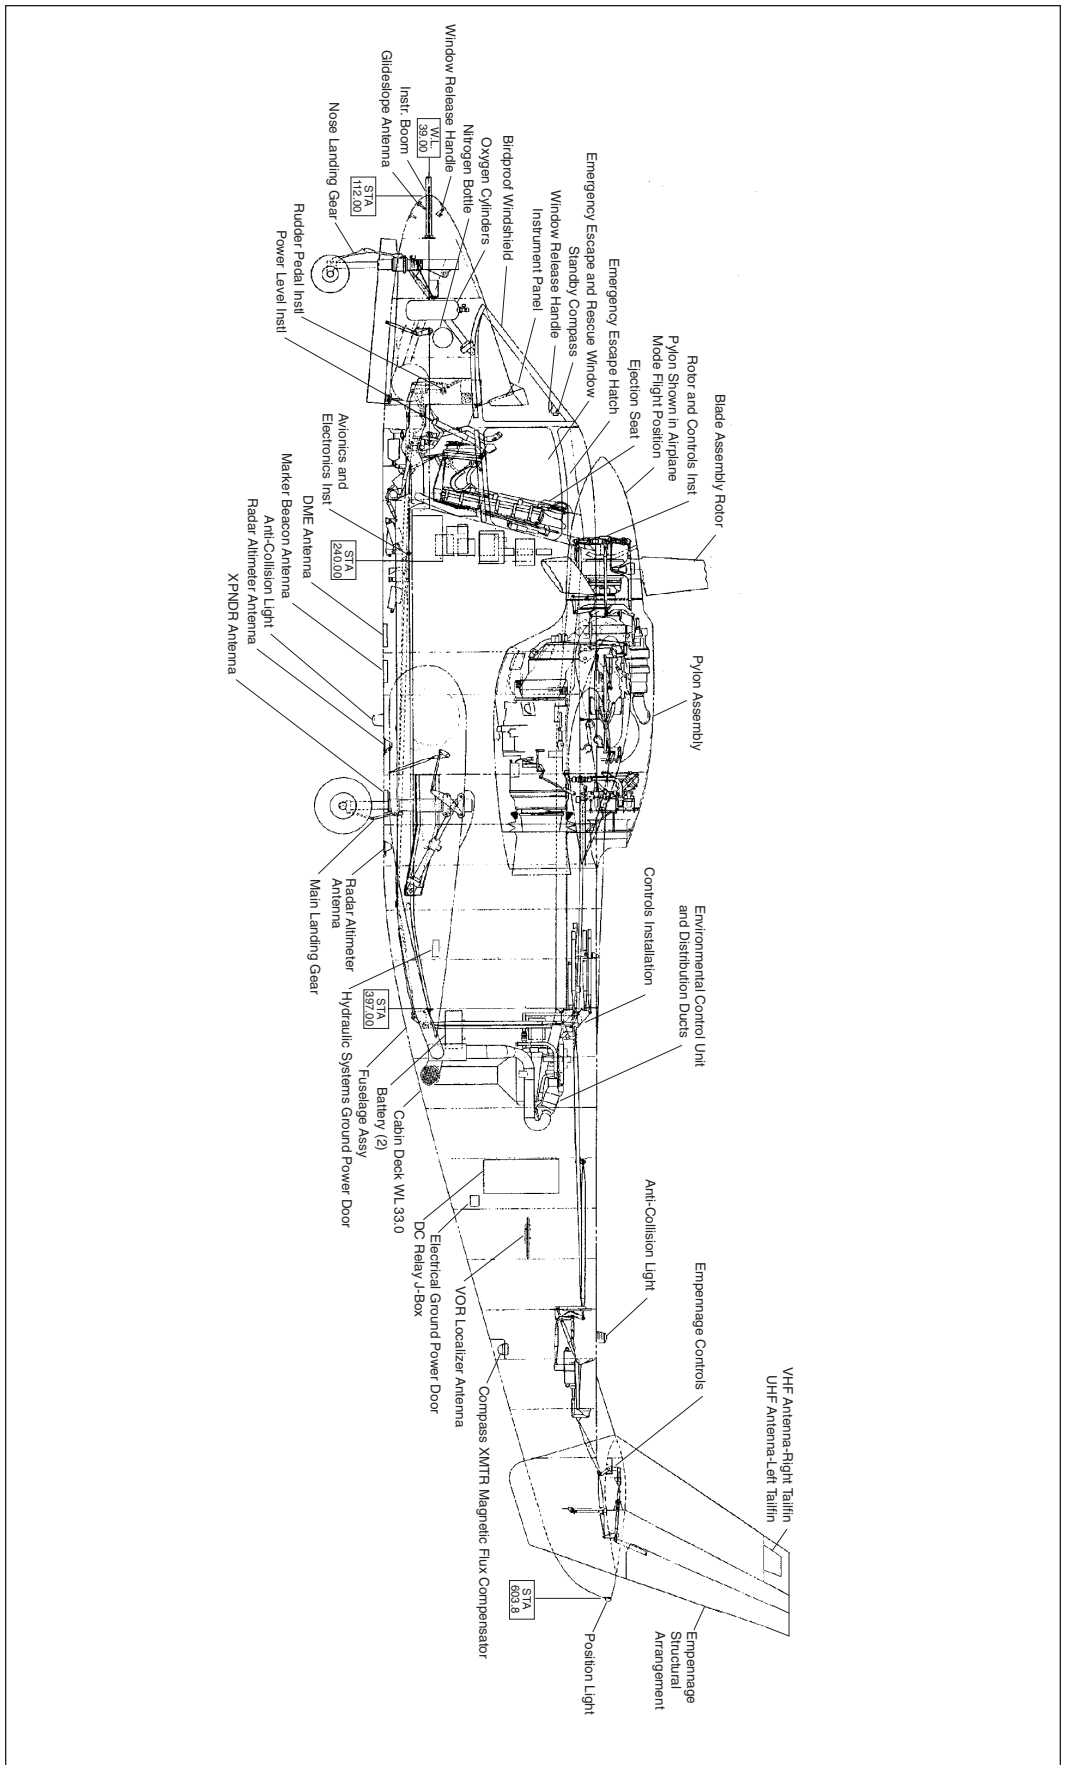 Window Release Handle
Glideslope Antenna
Instr. Boom
W.L.
39.00
Nose Landing Gear
STA
112.00
Nitrogen Bottle
Oxygen Cylinders
Birdproof Windshield
Rudder Pedal Instl
Power Level Instl
Instrument Panel
Window Release Handle
Standby Compass
Emergency Escape and Rescue Window
Emergency Escape Hatch
Ejection Seat
Rotor and Controls Inst
Pylon Shown in Airplane
Mode Flight Position
Blade Assembly Rotor
Avionics and
Electronics Inst
STA
240.00
DME Antenna
Marker Beacon Antenna
Anti-Collision Light
Radar Altimeter Antenna
XPNDR Antenna
Pylon Assembly
Main Landing Gear
Radar Altimeter
Antenna
Hydraulic Systems Ground Power Door
STA
397.00
Fuselage Assy
Battery (2)
Cabin Deck WL 33.0
Controls Installation
Environmental Control Unit
and Distribution Ducts
DC Relay J-Box
Electrical Ground Power Door
VOR Localizer Antenna
Compass XMTR Magnetic Flux Compensator
Anti-Collision Light
Empennage Controls
VHF Antenna-Right Tailfin
UHF Antenna-Left Tailfin
STA
603.8
Position Light
Empennage
Structural
Arrangement